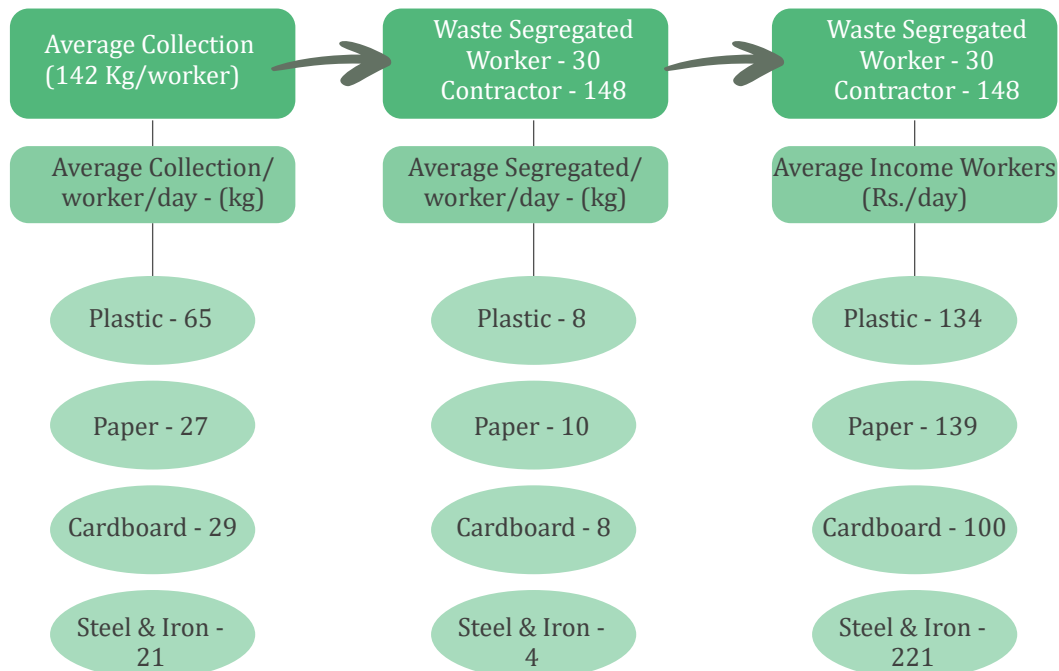 Average Collection
(142 Kg/worker)
Waste Segregated
Worker - 30
Contractor - 148
Waste Segregated
Worker - 30
Contractor - 148
Average Collection/
worker/day - (kg)
Average Segregated/
worker/day - (kg)
Average Income Workers
(Rs./day)
Plastic - 65
Plastic - 8
Plastic - 134
Paper - 27
Paper - 10
Paper - 139
Cardboard - 29
Cardboard - 8
Cardboard - 100
Steel & Iron -
21
Steel & Iron -
4
Steel & Iron -
221